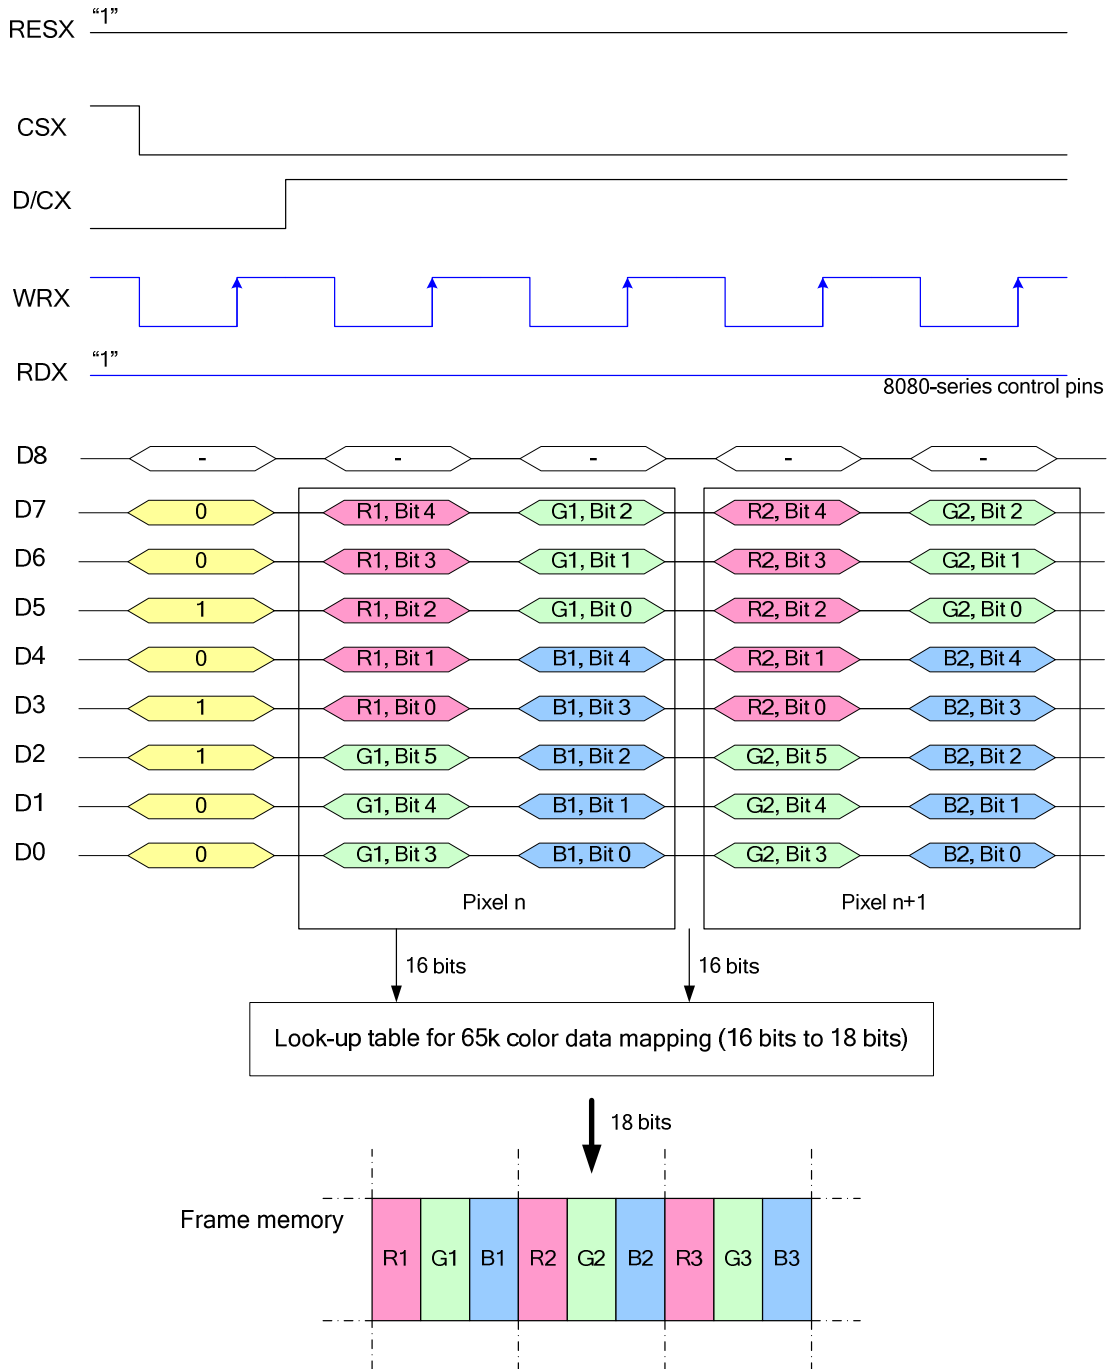 RESX “1”
CSX
D/CX
WRX
RDX “1”
8080-series control pins
D8 - - - - -
D7 0 R1, Bit 4 G1, Bit 2 R2, Bit 4 G2, Bit 2
D6 0 R1, Bit 3 G1, Bit 1 R2, Bit 3 G2, Bit 1
D5 1 R1, Bit 2 G1, Bit 0 R2, Bit 2 G2, Bit 0
D4 0 R1, Bit 1 B1, Bit 4 R2, Bit 1 B2, Bit 4
D3 1 R1, Bit 0 B1, Bit 3 R2, Bit 0 B2, Bit 3
D2 1 G1, Bit 5 B1, Bit 2 G2, Bit 5 B2, Bit 2
D1 0 G1, Bit 4 B1, Bit 1 G2, Bit 4 B2, Bit 1
D0 0 G1, Bit 3 B1, Bit 0 G2, Bit 3 B2, Bit 0
Pixel n Pixel n+1
16 bits 16 bits
Look-up table for 65k color data mapping (16 bits to 18 bits)
18 bits
Frame memory
R1 G1 B1 R2 G2 B2 R3 G3 B3